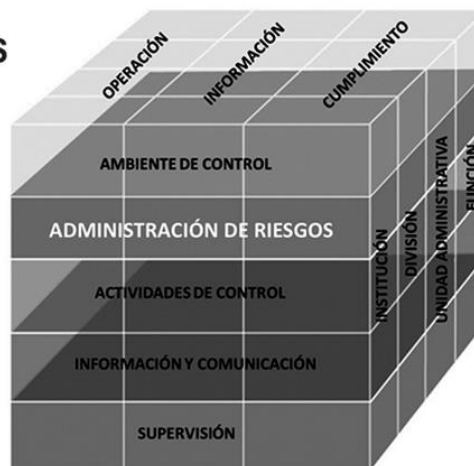 S
OPERACIÓN
INFORMACIÓN
CUMPLIMIENTO
AMBIENTE DE CONTROL
ADMINISTRACIÓN DE RIESGOS
ACTIVIDADES DE CONTROL
INFORMACIÓN Y COMUNICACIÓN
SUPERVISIÓN
INSTITUCIÓN
DIVISIÓN
UNIDAD ADMINISTRATIVA
FUNCIÓN